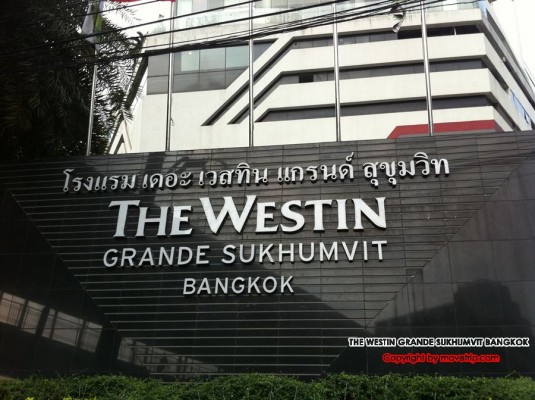 โรงแรม เดอะ เวสทิน แกรนด์ สุขุมวิท
THE WESTIN
GRANDE SUKHUMVIT
BANGKOK
THE WESTIN GRANDE SUKHUMVIT BANGKOK
Copyright by movetrip.com